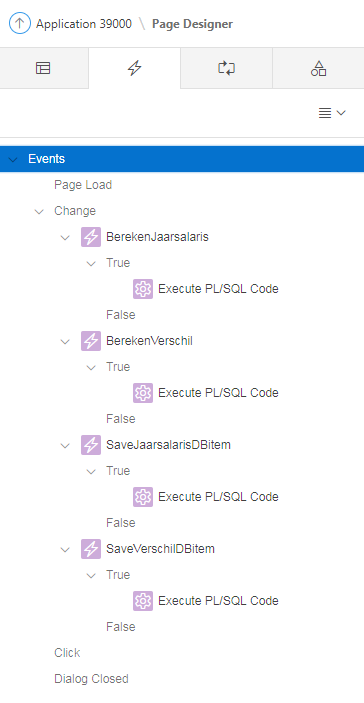 Application 39000 \ Page Designer
Events
Page Load
Change
BerekenJaarsalaris
True
Execute PL/SQL Code
False
BerekenVerschil
True
Execute PL/SQL Code
False
SaveJaarsalarisDBitem
True
Execute PL/SQL Code
False
SaveVerschilDBitem
True
Execute PL/SQL Code
False
Click
Dialog Closed